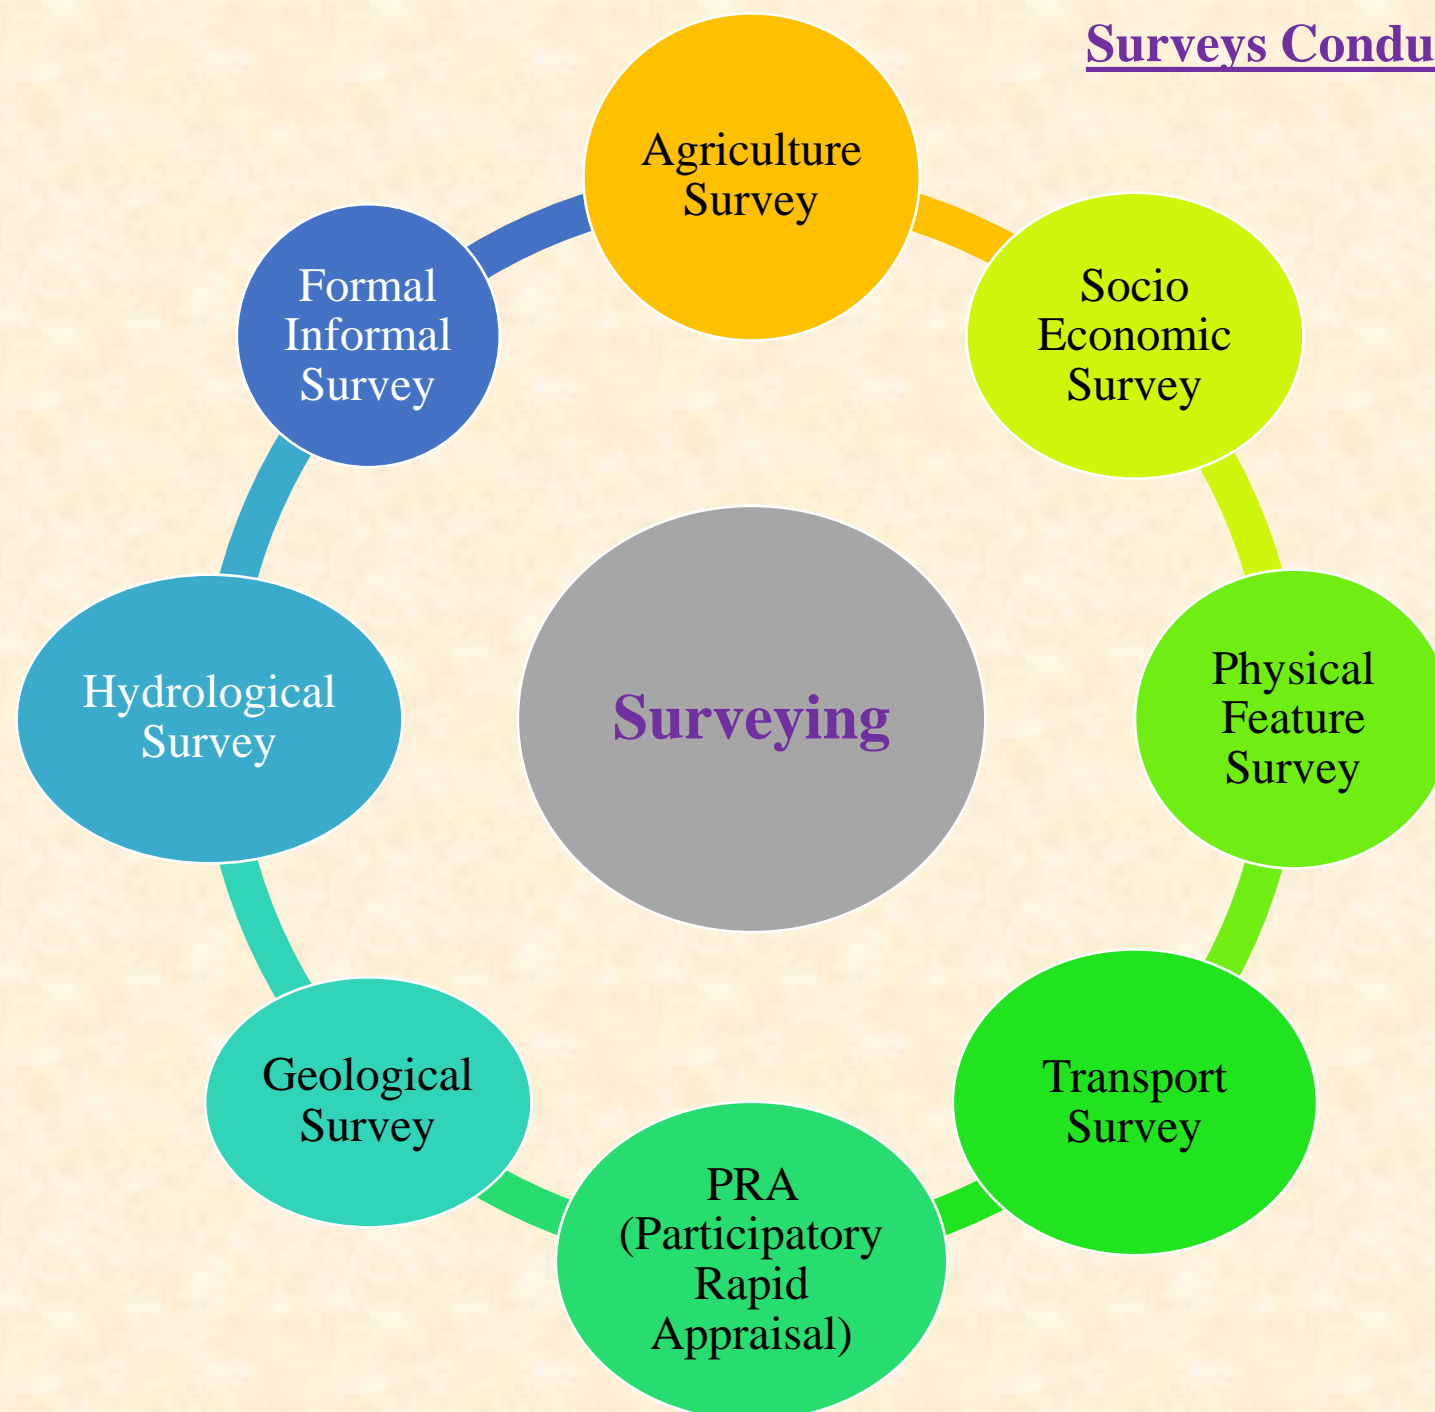 Surveys Condu
Agriculture
Survey
Socio
Economic
Survey
Physical
Feature
Survey
Transport
Survey
PRA
(Participatory
Rapid
Appraisal)
Geological
Survey
Hydrological
Survey
Formal
Informal
Survey
Surveying